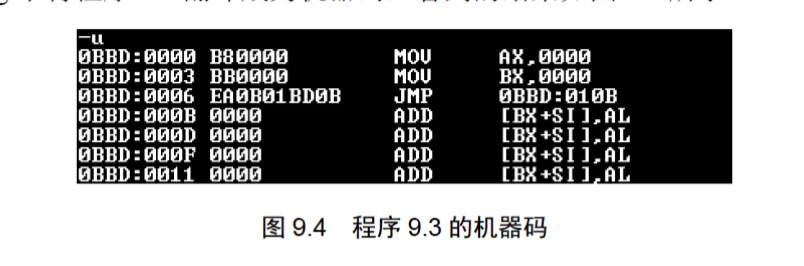 -u
0BBD:0000 B80000 MOV AX,0000
0BBD:0003 BB0000 MOV BX,0000
0BBD:0006 EA0B01BD0B JMP 0BBD:010B
0BBD:000B 0000 ADD [BX+SI],AL
0BBD:000D 0000 ADD [BX+SI],AL
0BBD:000F 0000 ADD [BX+SI],AL
0BBD:0011 0000 ADD [BX+SI],AL
图 9.4 程序 9.3 的机器码